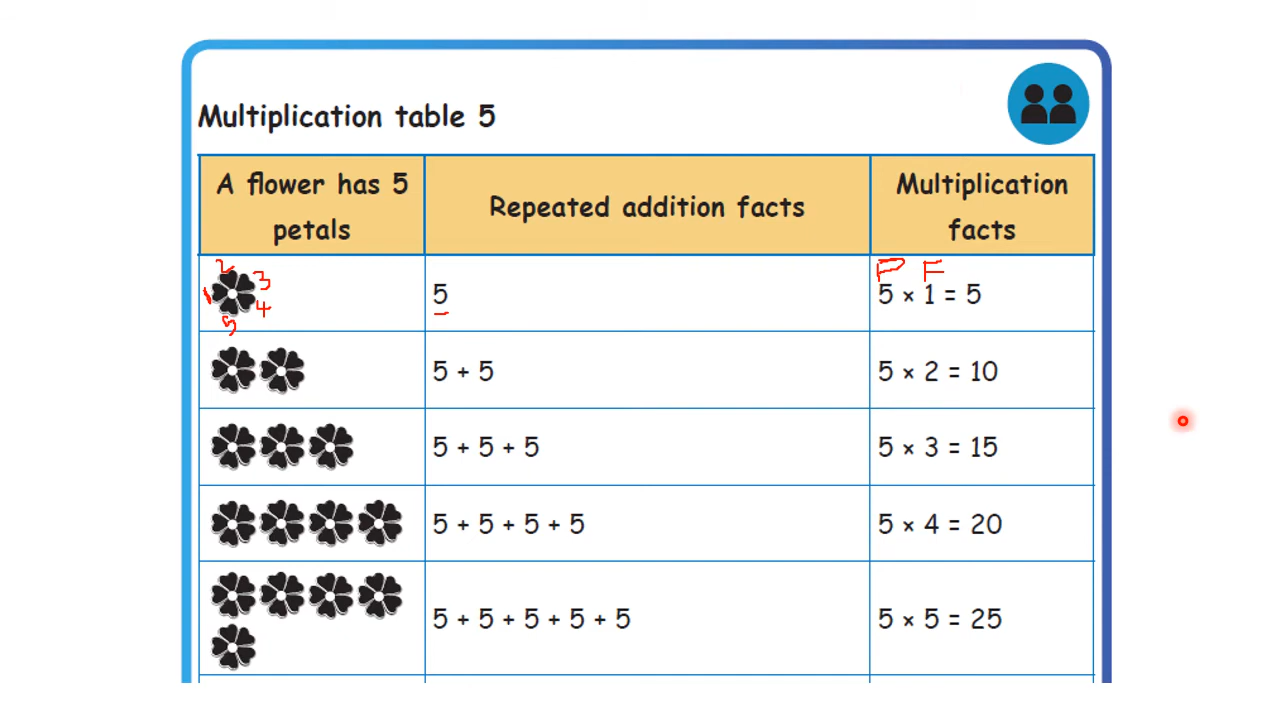 Multiplication table 5
A flower has 5
petals
Repeated addition facts
Multiplication
facts
2
3
1
4
5
5
P F
5 × 1 = 5
5 + 5
5 × 2 = 10
5 + 5 + 5
5 × 3 = 15
5 + 5 + 5 + 5
5 × 4 = 20
5 + 5 + 5 + 5 + 5
5 × 5 = 25